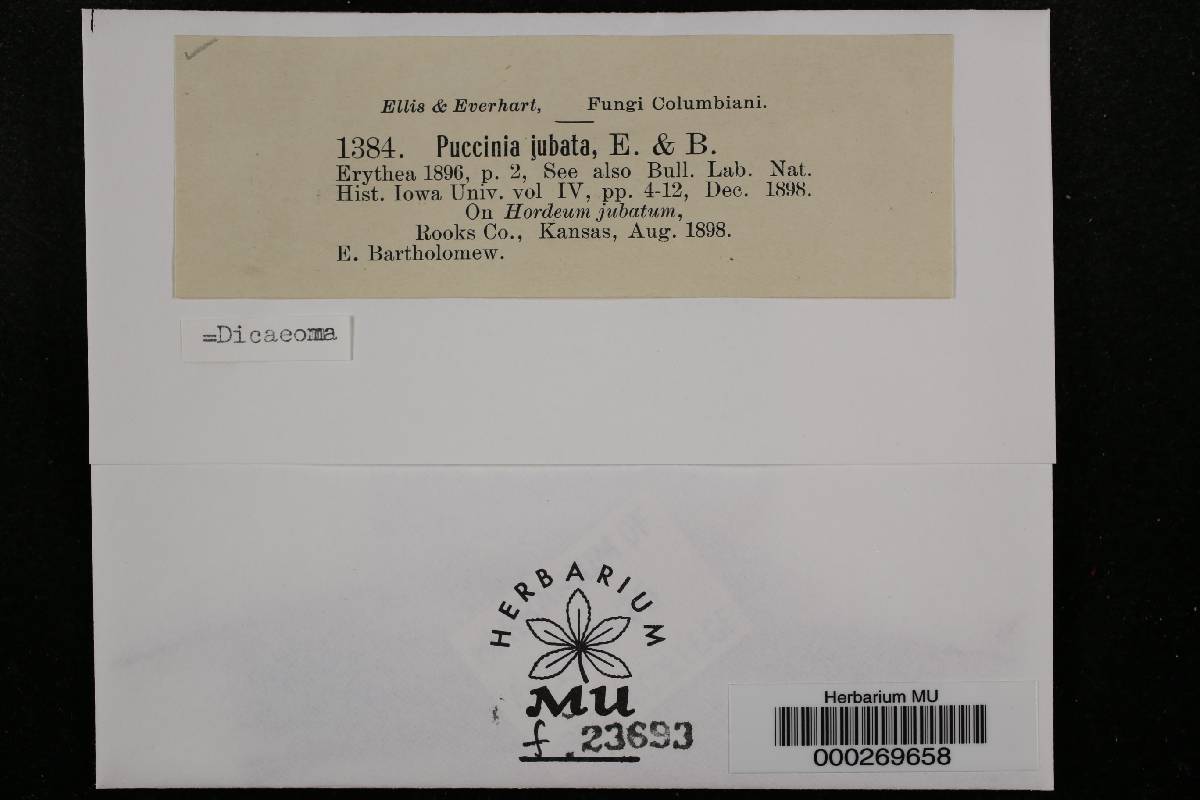 Ellis & Everhart, Fungi Columbiani.
1384. Puccinia jubata, E. & B.
Erythea 1896, p. 2, See also Bull. Lab. Nat.
Hist. Iowa Univ. vol IV, pp. 4-12, Dec. 1898.
On Hordeum jubatum,
Rooks Co., Kansas, Aug. 1898.
E. Bartholomew.
=Dicaeoma
HERBARIUM
MU
f. 23693
Herbarium MU
000269658